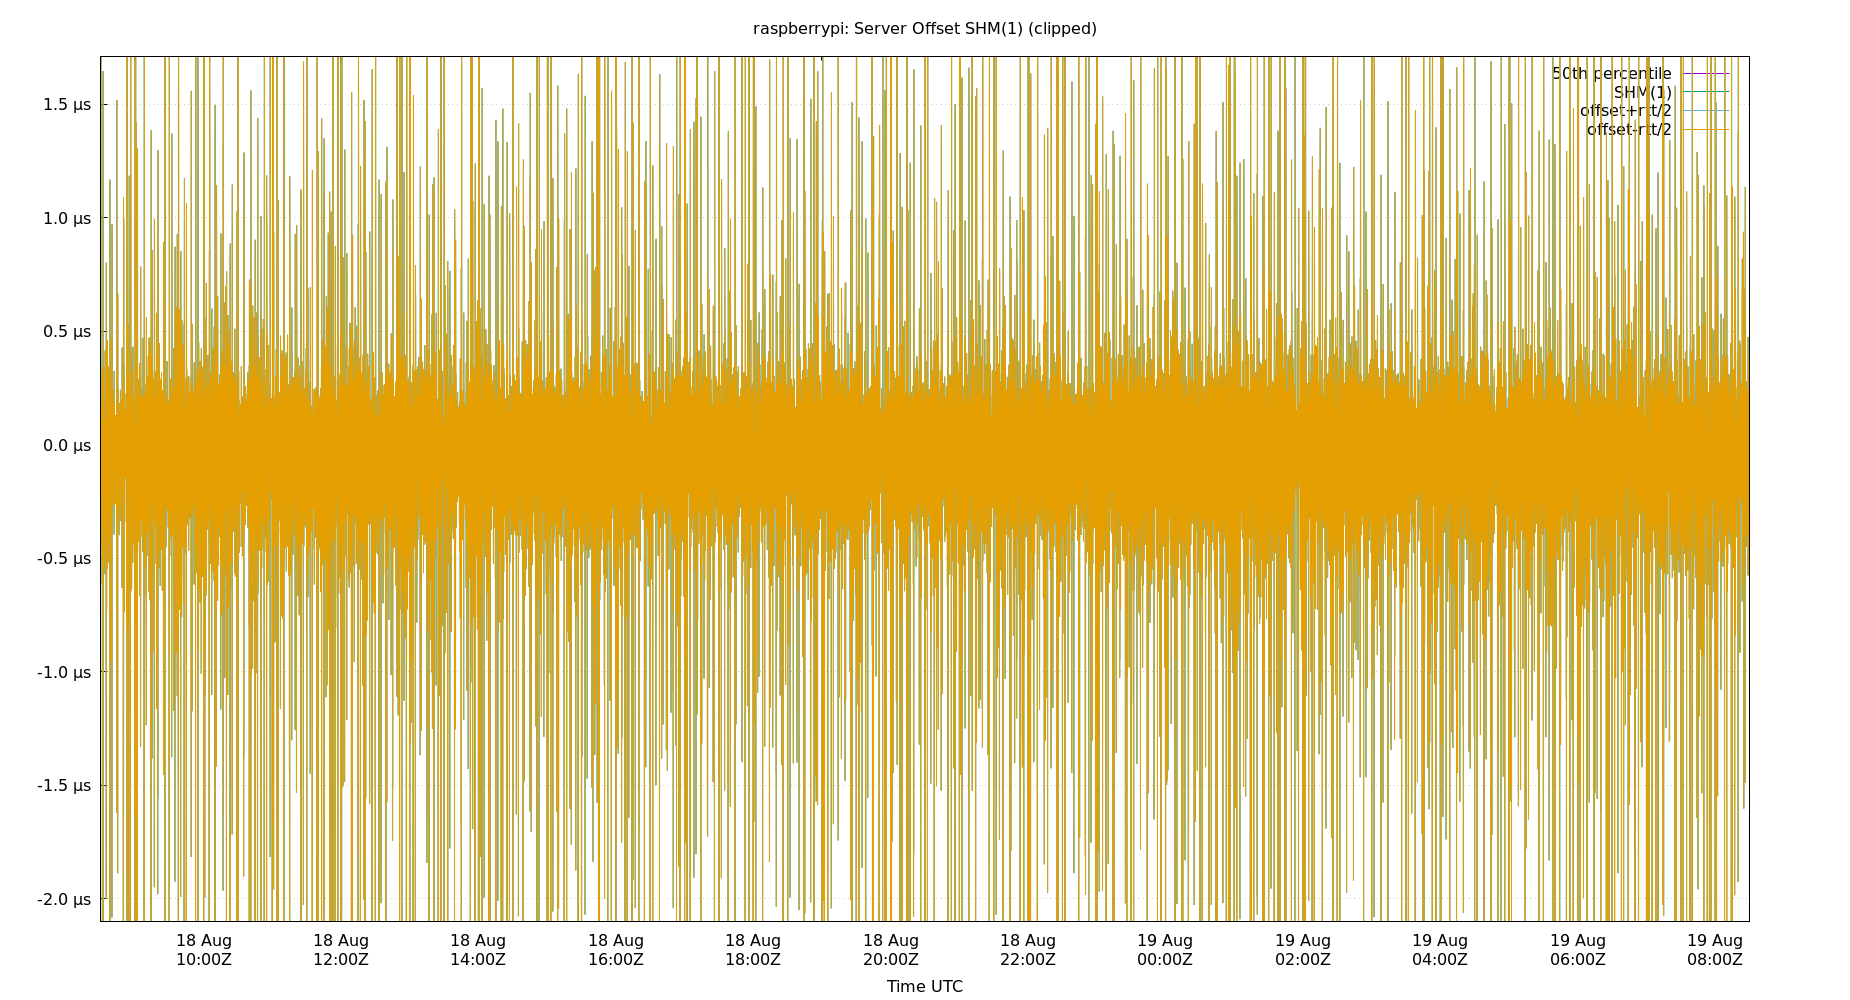 raspberrypi: Server Offset SHM(1) (clipped)
50th percentile
SHM(1)
offset+rtt/2
offset-rtt/2
1.5 µs
1.0 µs
0.5 µs
0.0 µs
-0.5 µs
-1.0 µs
-1.5 µs
-2.0 µs
18 Aug 18 Aug 18 Aug 18 Aug 18 Aug 18 Aug 18 Aug 19 Aug 19 Aug 19 Aug 19 Aug 19 Aug
10:00Z 12:00Z 14:00Z 16:00Z 18:00Z 20:00Z 22:00Z 00:00Z 02:00Z 04:00Z 06:00Z 08:00Z
Time UTC